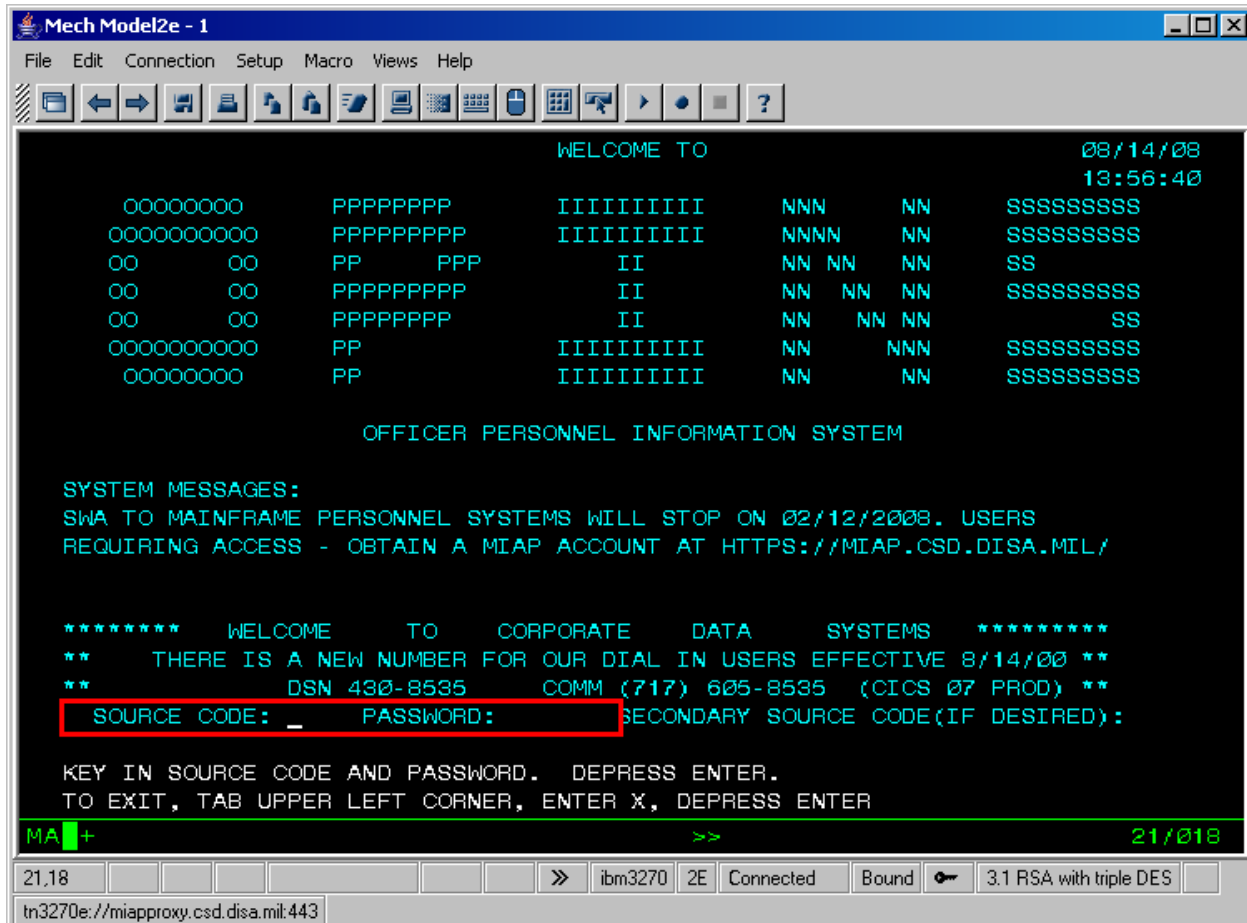 Mech Model2e - 1
File Edit Connection Setup Macro Views Help
WELCOME TO 08/14/08
13:56:40
OOOOOOOO PPPPPPPP IIIIIIIIII NNN NN SSSSSSSSS
OOOOOOOOOO PPPPPPPPP IIIIIIIIII NNNN NN SSSSSSSSS
OO OO PP PPP II NN NN NN SS
OO OO PPPPPPPPP II NN NN NN SSSSSSSSS
OO OO PPPPPPPP II NN NN NN SS
OOOOOOOOOO PP IIIIIIIIII NN NNN SSSSSSSSS
OOOOOOOO PP IIIIIIIIII NN NN SSSSSSSSS
OFFICER PERSONNEL INFORMATION SYSTEM
SYSTEM MESSAGES:
SWA TO MAINFRAME PERSONNEL SYSTEMS WILL STOP ON 02/12/2008. USERS
REQUIRING ACCESS - OBTAIN A MIAP ACCOUNT AT HTTPS://MIAP.CSD.DISA.MIL/
******** WELCOME TO CORPORATE DATA SYSTEMS *********
** THERE IS A NEW NUMBER FOR OUR DIAL IN USERS EFFECTIVE 8/14/00 **
** DSN 430-8535 COMM (717) 605-8535 (CICS 07 PROD) **
SOURCE CODE: _ PASSWORD: SECONDARY SOURCE CODE(IF DESIRED):
KEY IN SOURCE CODE AND PASSWORD. DEPRESS ENTER.
TO EXIT, TAB UPPER LEFT CORNER, ENTER X, DEPRESS ENTER
MA + >> 21/018
21,18 » ibm3270 2E Connected Bound 3.1 RSA with triple DES
tn3270e://miapproxy.csd.disa.mil:443